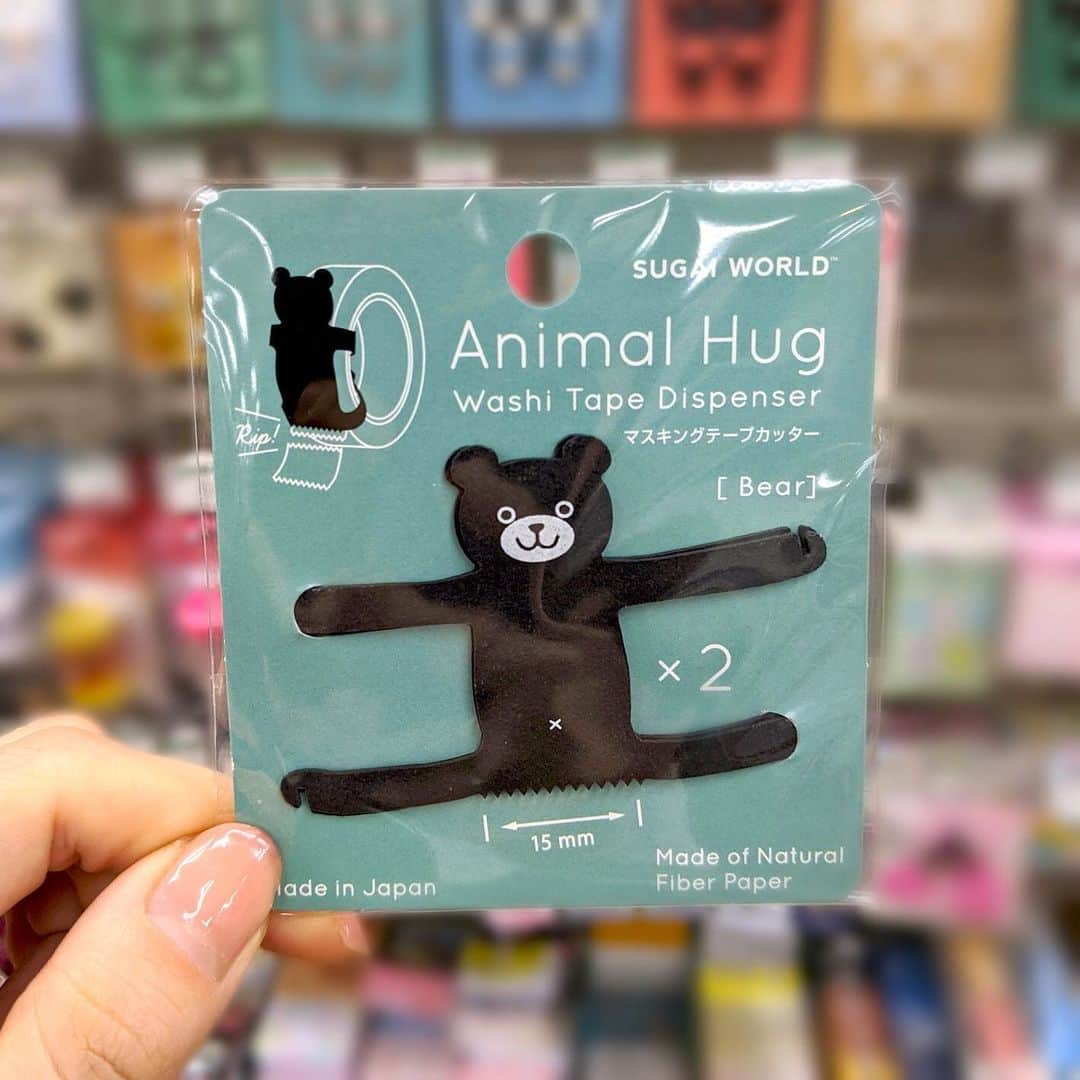 SUGAI WORLD™
Animal Hug
Washi Tape Dispenser
マスキングテープカッター
[ Bear]
Rip!
× 2
15 mm
Made of Natural
Fiber Paper
ade in Japan